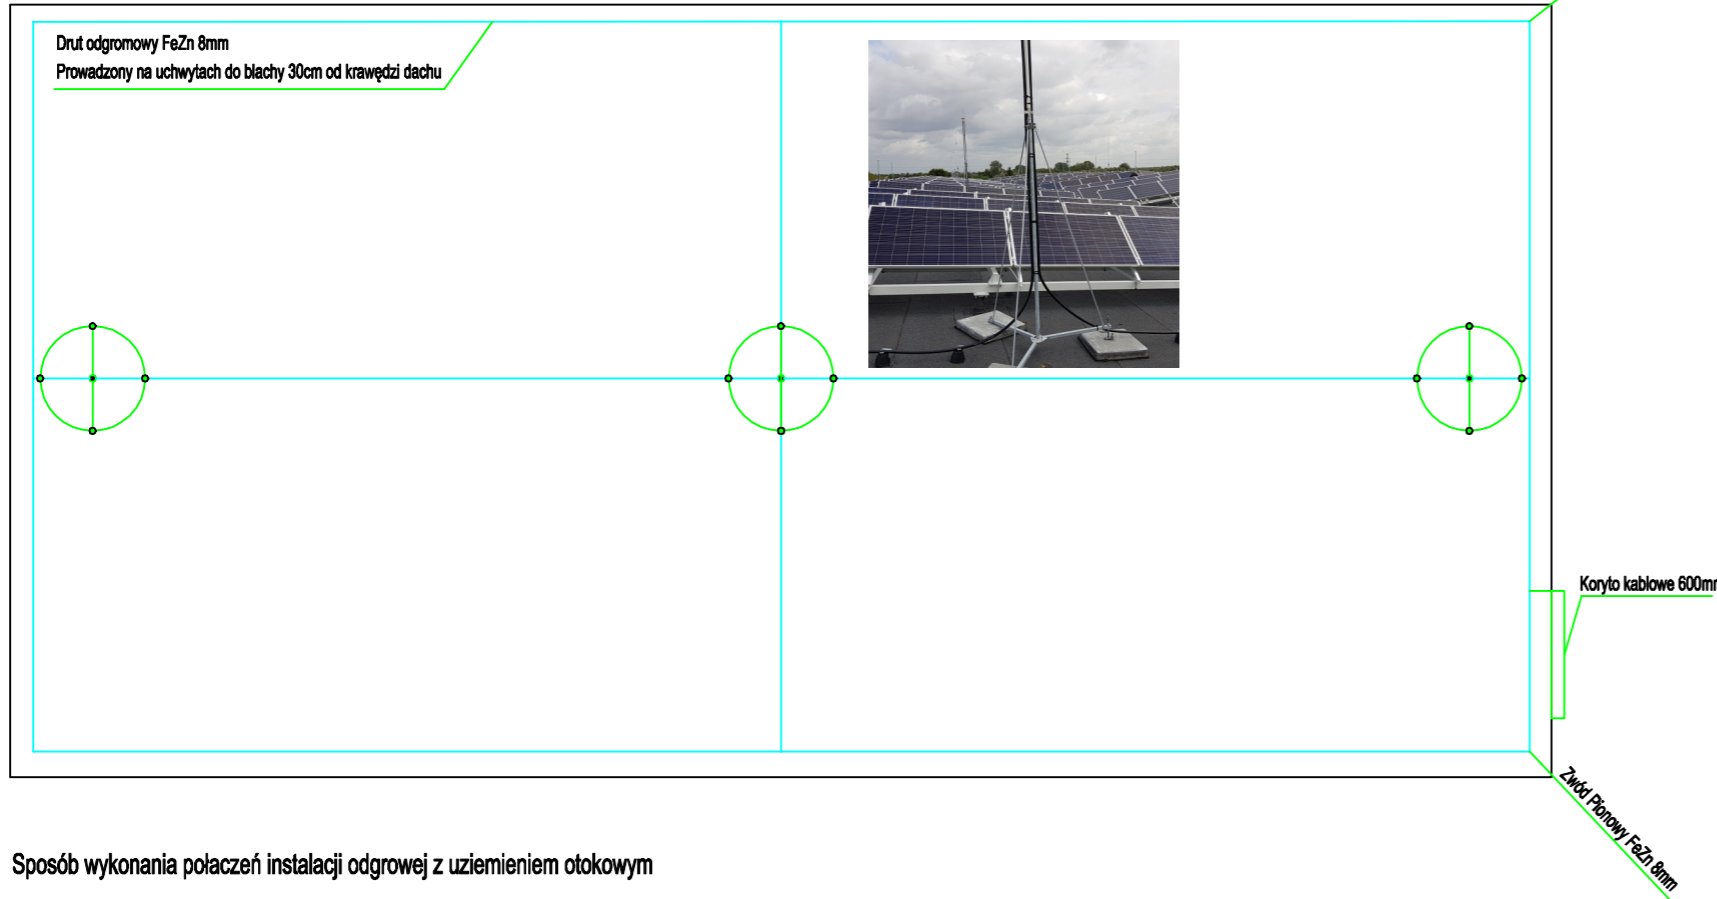 Drut odgromowy FeZn 8mm
Prowadzony na uchwytach do blachy 30cm od krawędzi dachu
Koryto kablowe 600mm
Zwód Pionowy FeZn 8mm
Sposób wykonania połaczeń instalacji odgrowej z uziemieniem otokowym